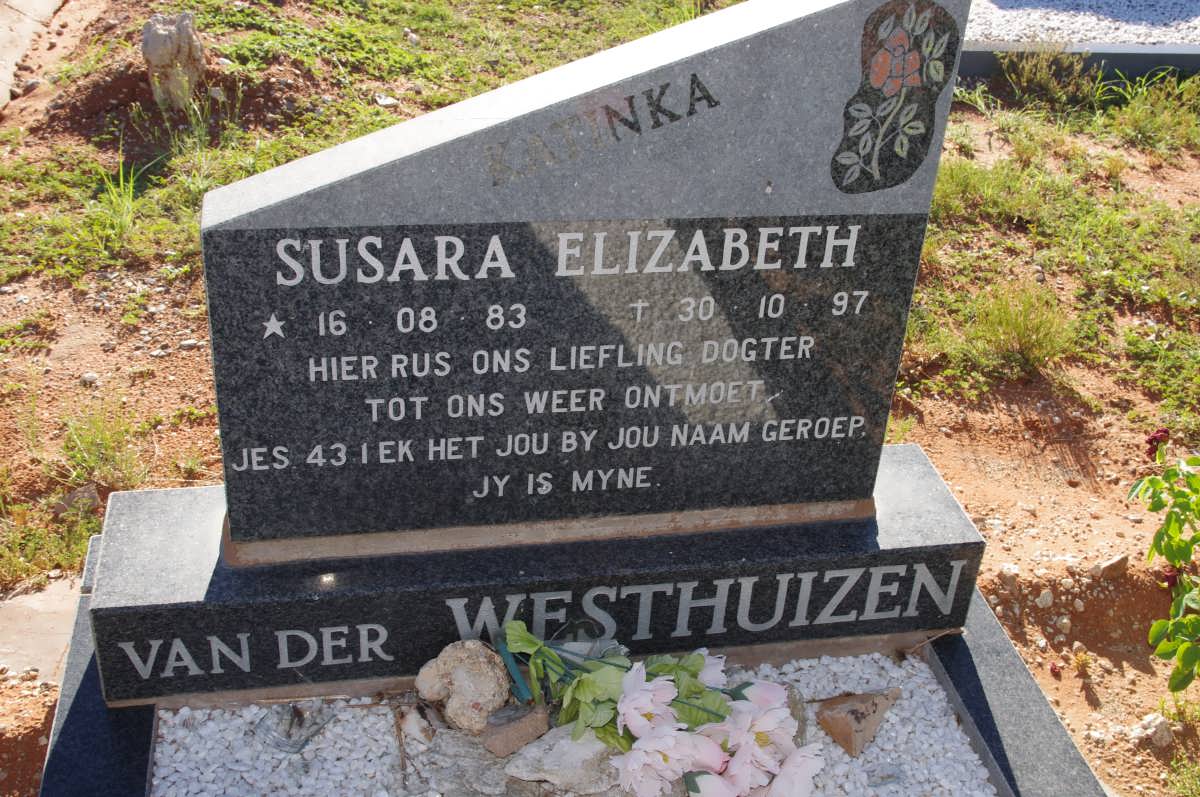 KATINKA
SUSARA ELIZABETH
★ 16 · 08 · 83 † 30 · 10 · 97
HIER RUS ONS LIEFLING DOGTER
TOT ONS WEER ONTMOET.
JES. 43 1 EK HET JOU BY JOU NAAM GEROEP,
JY IS MYNE.
VAN DER WESTHUIZEN